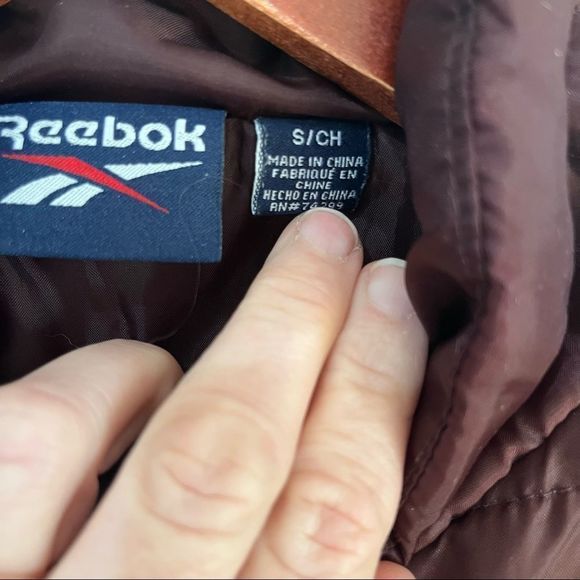 Reebok
S/CH
MADE IN CHINA
FABRIQUÉ EN
CHINE
HECHO EN CHINA